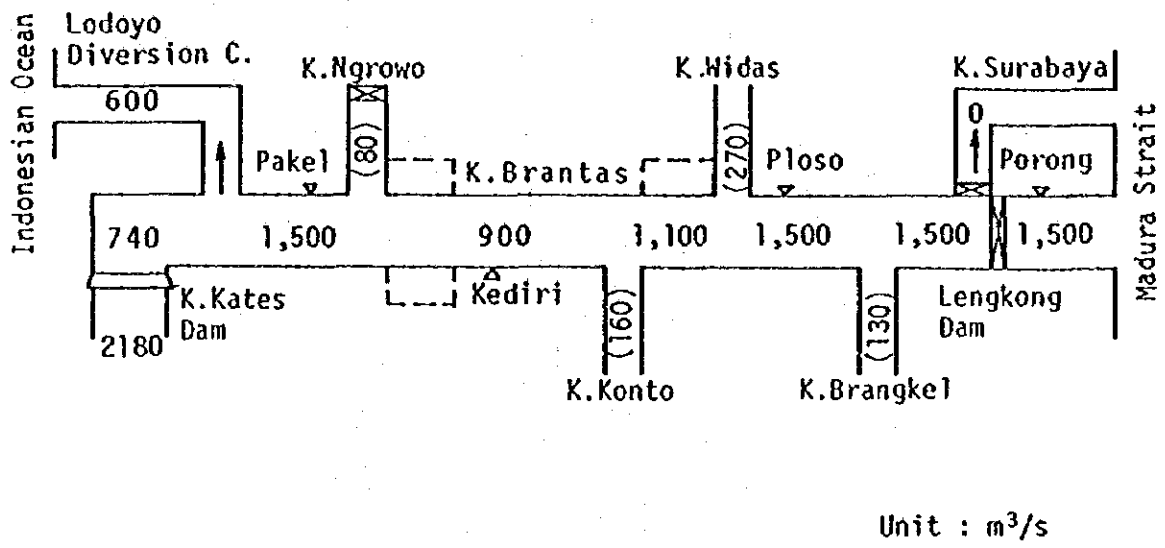 Indonesian Ocean
Lodoyo
Diversion C.
K.Ngrowo
K.Widas
K.Surabaya
600
0
(80)
(270)
Pakel
K.Brantas
Ploso
Porong
Madura Strait
740
1,500
900
1,100
1,500
1,500
1,500
K.Kates
Dam
Kediri
Lengkong
Dam
2180
(160)
(130)
K.Konto
K.Brangkel
Unit : m³/s